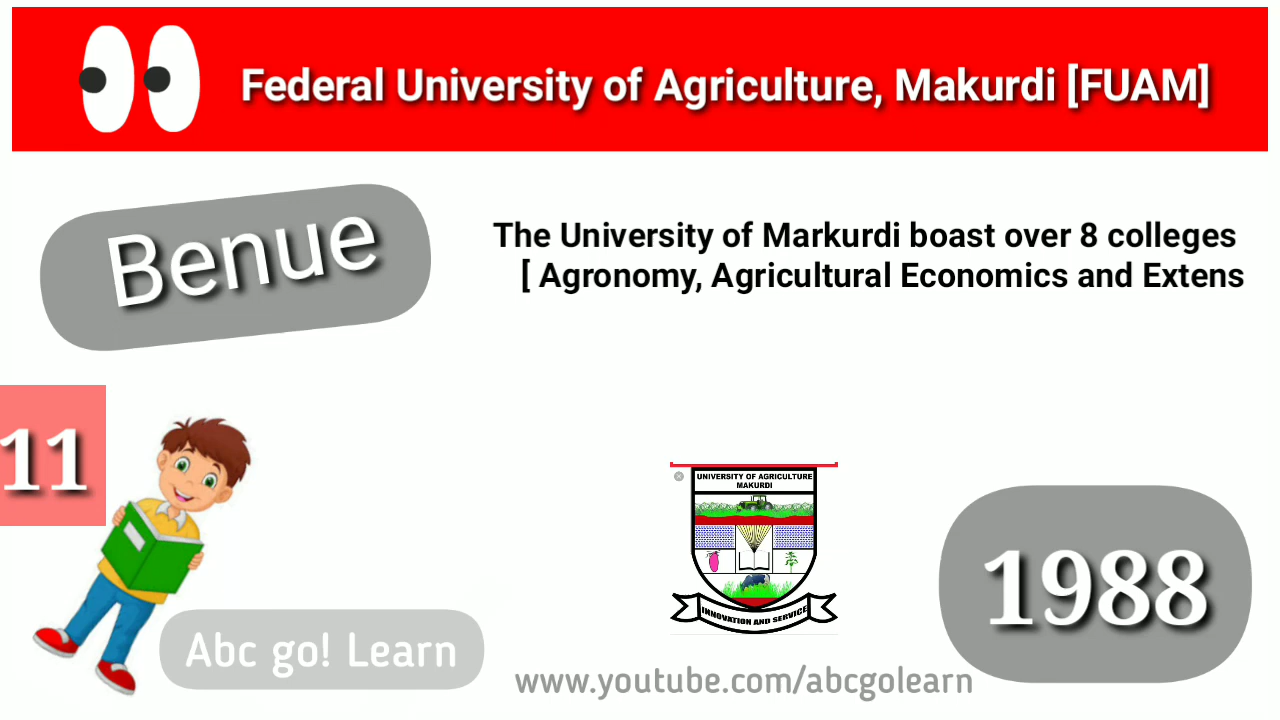 Federal University of Agriculture, Makurdi [FUAM]
Benue
The University of Markurdi boast over 8 colleges
[ Agronomy, Agricultural Economics and Extens
11
UNIVERSITY OF AGRICULTURE
MAKURDI
INNOVATION AND SERVICE
1988
Abc go! Learn
www.youtube.com/abcgolearn